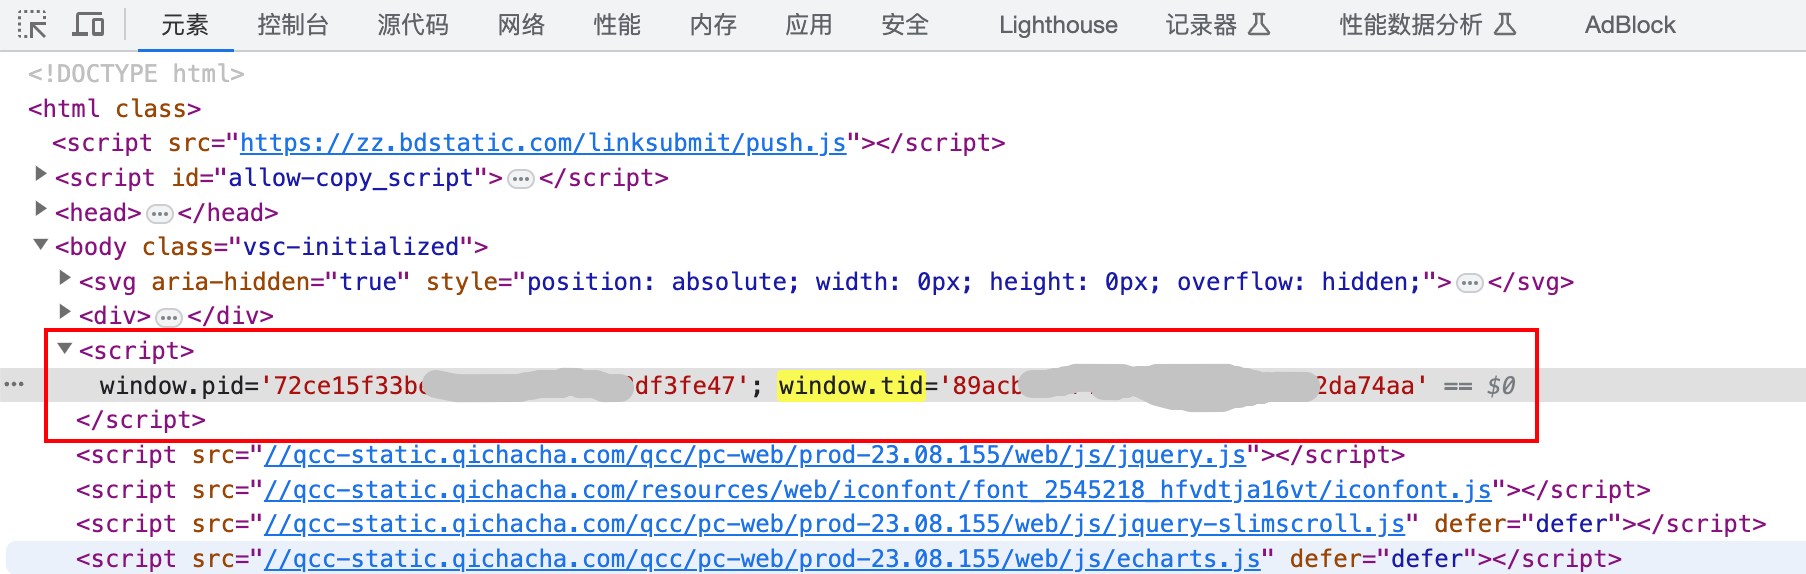 元素 控制台 源代码 网络 性能 内存 应用 安全 Lighthouse 记录器 性能数据分析 AdBlock
<!DOCTYPE html>
<html class>
<script src="https://zz.bdstatic.com/linksubmit/push.js"></script>
<script id="allow-copy_script">…</script>
<head>…</head>
<body class="vsc-initialized">
<svg aria-hidden="true" style="position: absolute; width: 0px; height: 0px; overflow: hidden;">…</svg>
<div>…</div>
<script>
… window.pid='72ce15f33b df3fe47'; window.tid='89acb 2da74aa' == $0
</script>
<script src="//qcc-static.qichacha.com/qcc/pc-web/prod-23.08.155/web/js/jquery.js"></script>
<script src="//qcc-static.qichacha.com/resources/web/iconfont/font_2545218_hfvdtja16vt/iconfont.js"></script>
<script src="//qcc-static.qichacha.com/qcc/pc-web/prod-23.08.155/web/js/jquery-slimscroll.js" defer="defer"></script>
<script src="//qcc-static.qichacha.com/qcc/pc-web/prod-23.08.155/web/js/echarts.js" defer="defer"></script>